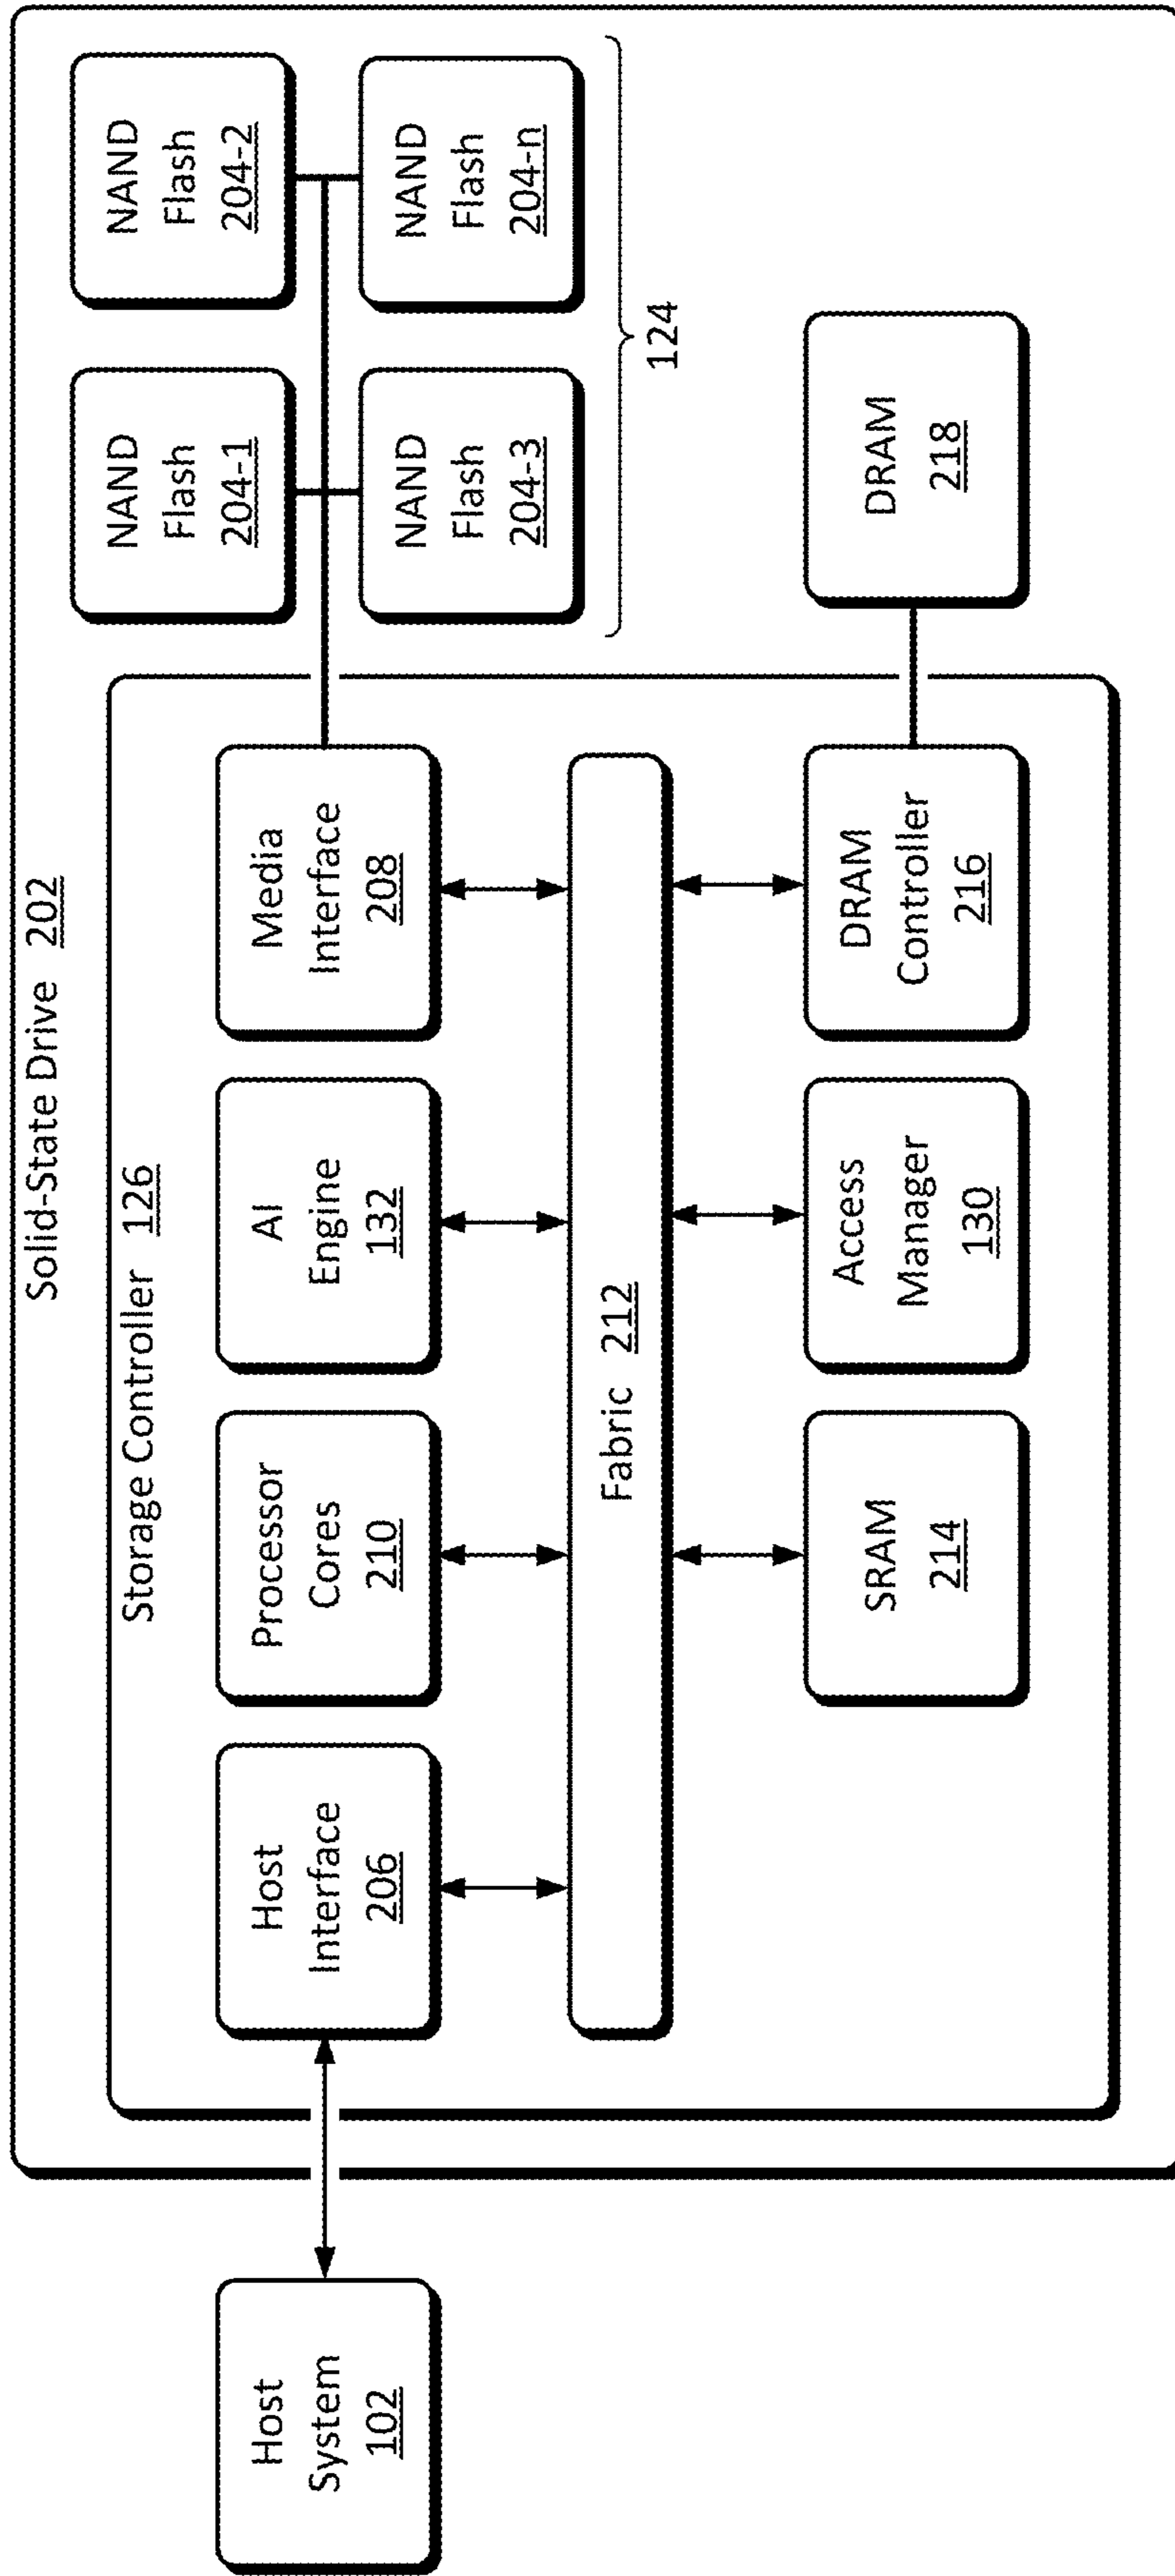 Solid-State Drive 202
Storage Controller 126
Host
System
102
Host
Interface
206
Processor
Cores
210
AI
Engine
132
Media
Interface
208
NAND
Flash
204-1
NAND
Flash
204-2
NAND
Flash
204-3
NAND
Flash
204-n
124
Fabric 212
SRAM
214
Access
Manager
130
DRAM
Controller
216
DRAM
218